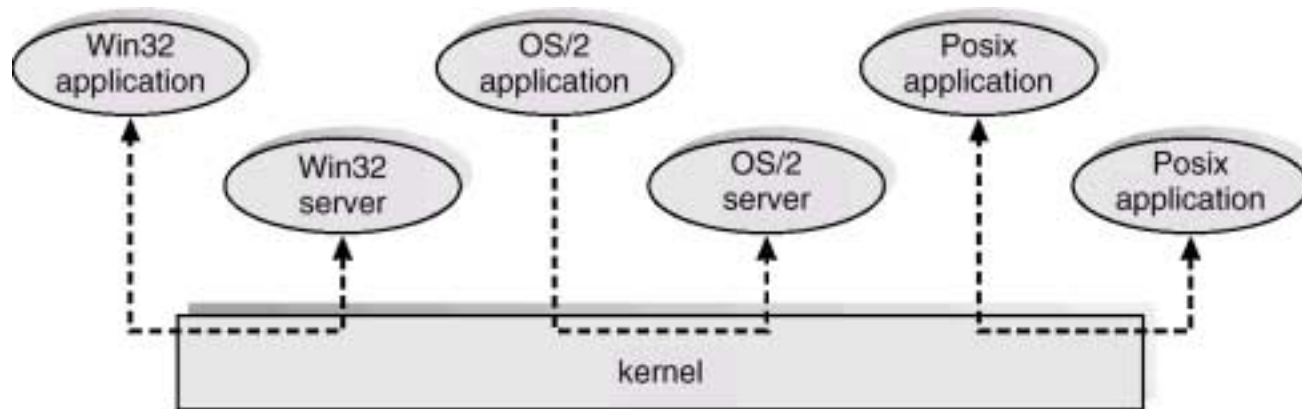 Win32
application
OS/2
application
Posix
application
Win32
server
OS/2
server
Posix
application
kernel